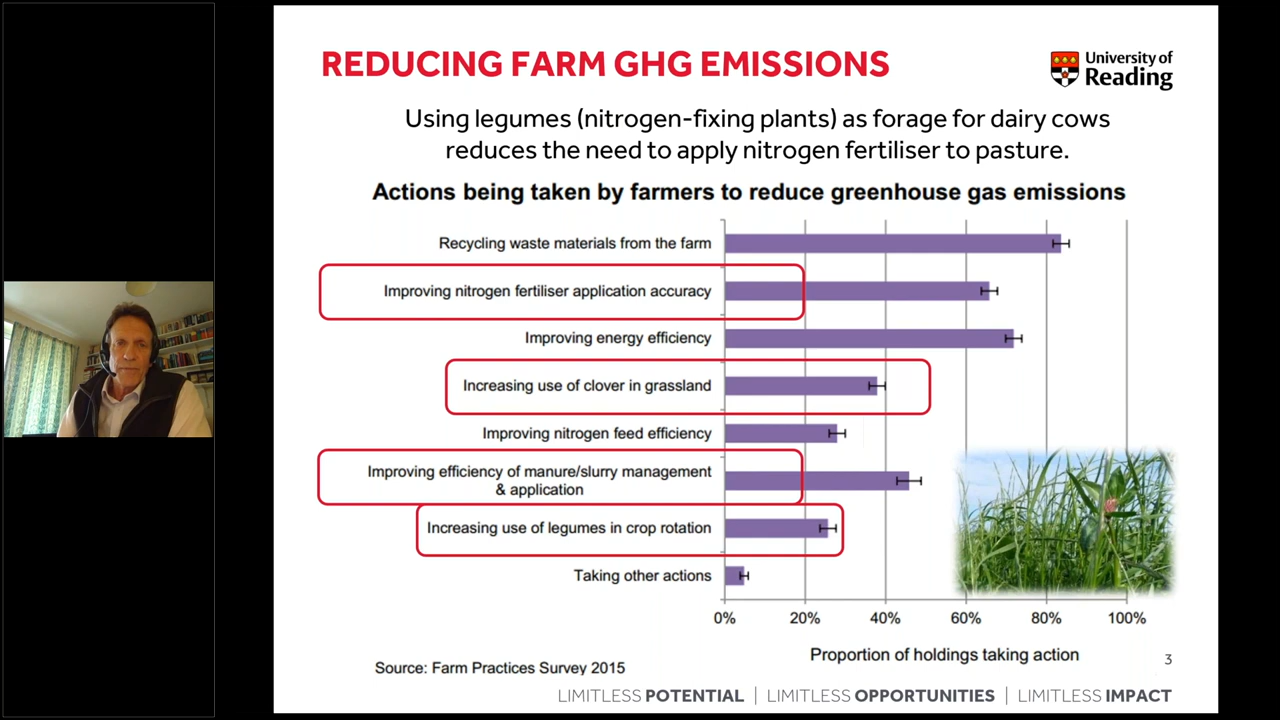 REDUCING FARM GHG EMISSIONS
University of
Reading
Using legumes (nitrogen-fixing plants) as forage for dairy cows
reduces the need to apply nitrogen fertiliser to pasture.
Actions being taken by farmers to reduce greenhouse gas emissions
Recycling waste materials from the farm
Improving nitrogen fertiliser application accuracy
Improving energy efficiency
Increasing use of clover in grassland
Improving nitrogen feed efficiency
Improving efficiency of manure/slurry management
& application
Increasing use of legumes in crop rotation
Taking other actions
0% 20% 40% 60% 80% 100%
Proportion of holdings taking action
Source: Farm Practices Survey 2015
3
LIMITLESS POTENTIAL | LIMITLESS OPPORTUNITIES | LIMITLESS IMPACT